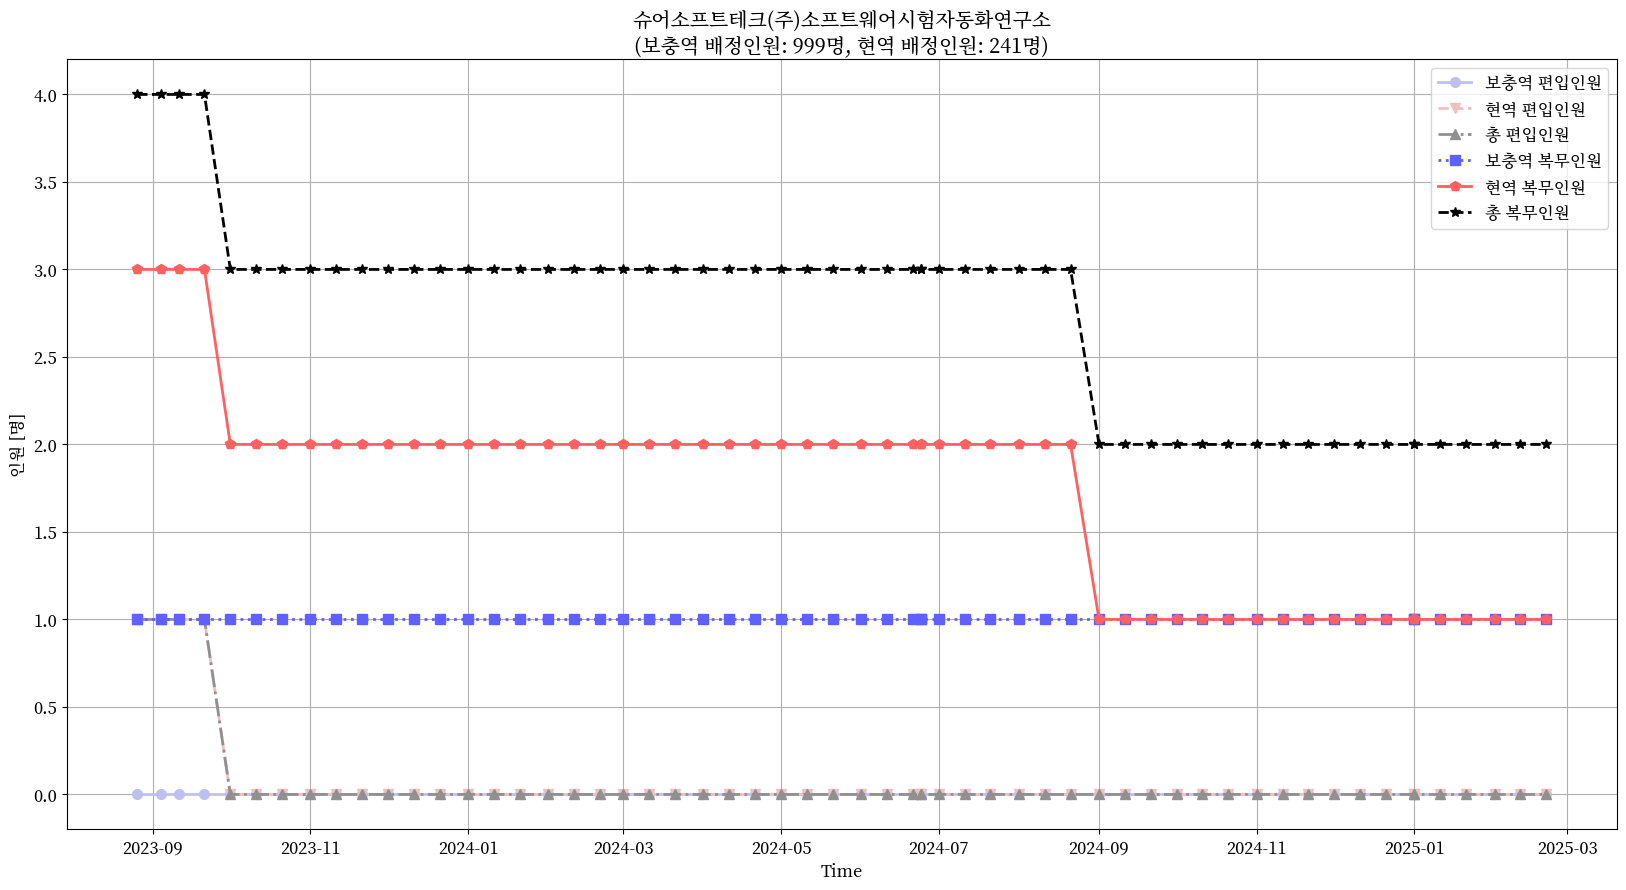 슈어소프트테크(주)소프트웨어시험자동화연구소
(보충역 배정인원: 999명, 현역 배정인원: 241명)
보충역 편입인원
현역 편입인원
총 편입인원
보충역 복무인원
현역 복무인원
총 복무인원
인원 [명]
4.0
3.5
3.0
2.5
2.0
1.5
1.0
0.5
0.0
2023-09
2023-11
2024-01
2024-03
2024-05
2024-07
2024-09
2024-11
2025-01
2025-03
Time